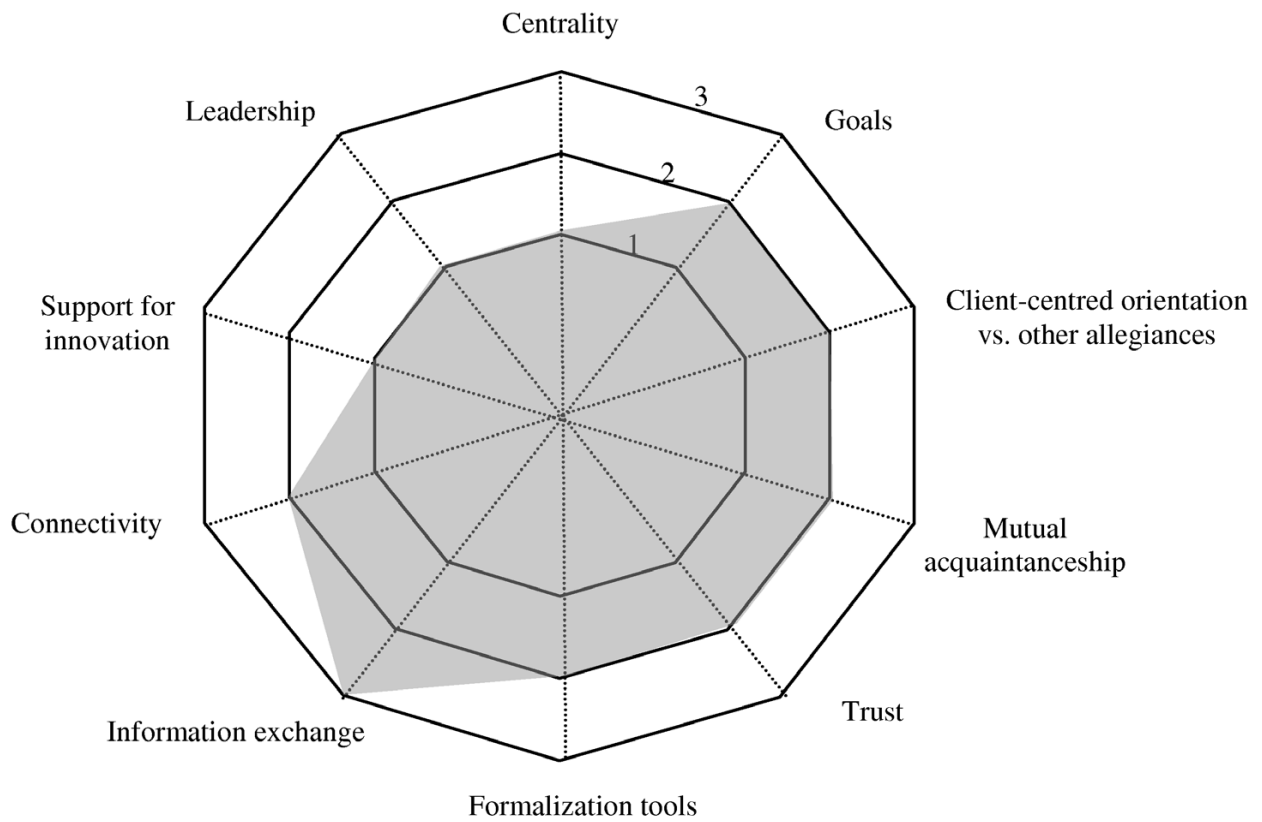 Centrality
3
Leadership
Goals
2
1
Support for
innovation
Client-centred orientation
vs. other allegiances
Connectivity
Mutual
acquaintanceship
Information exchange
Trust
Formalization tools